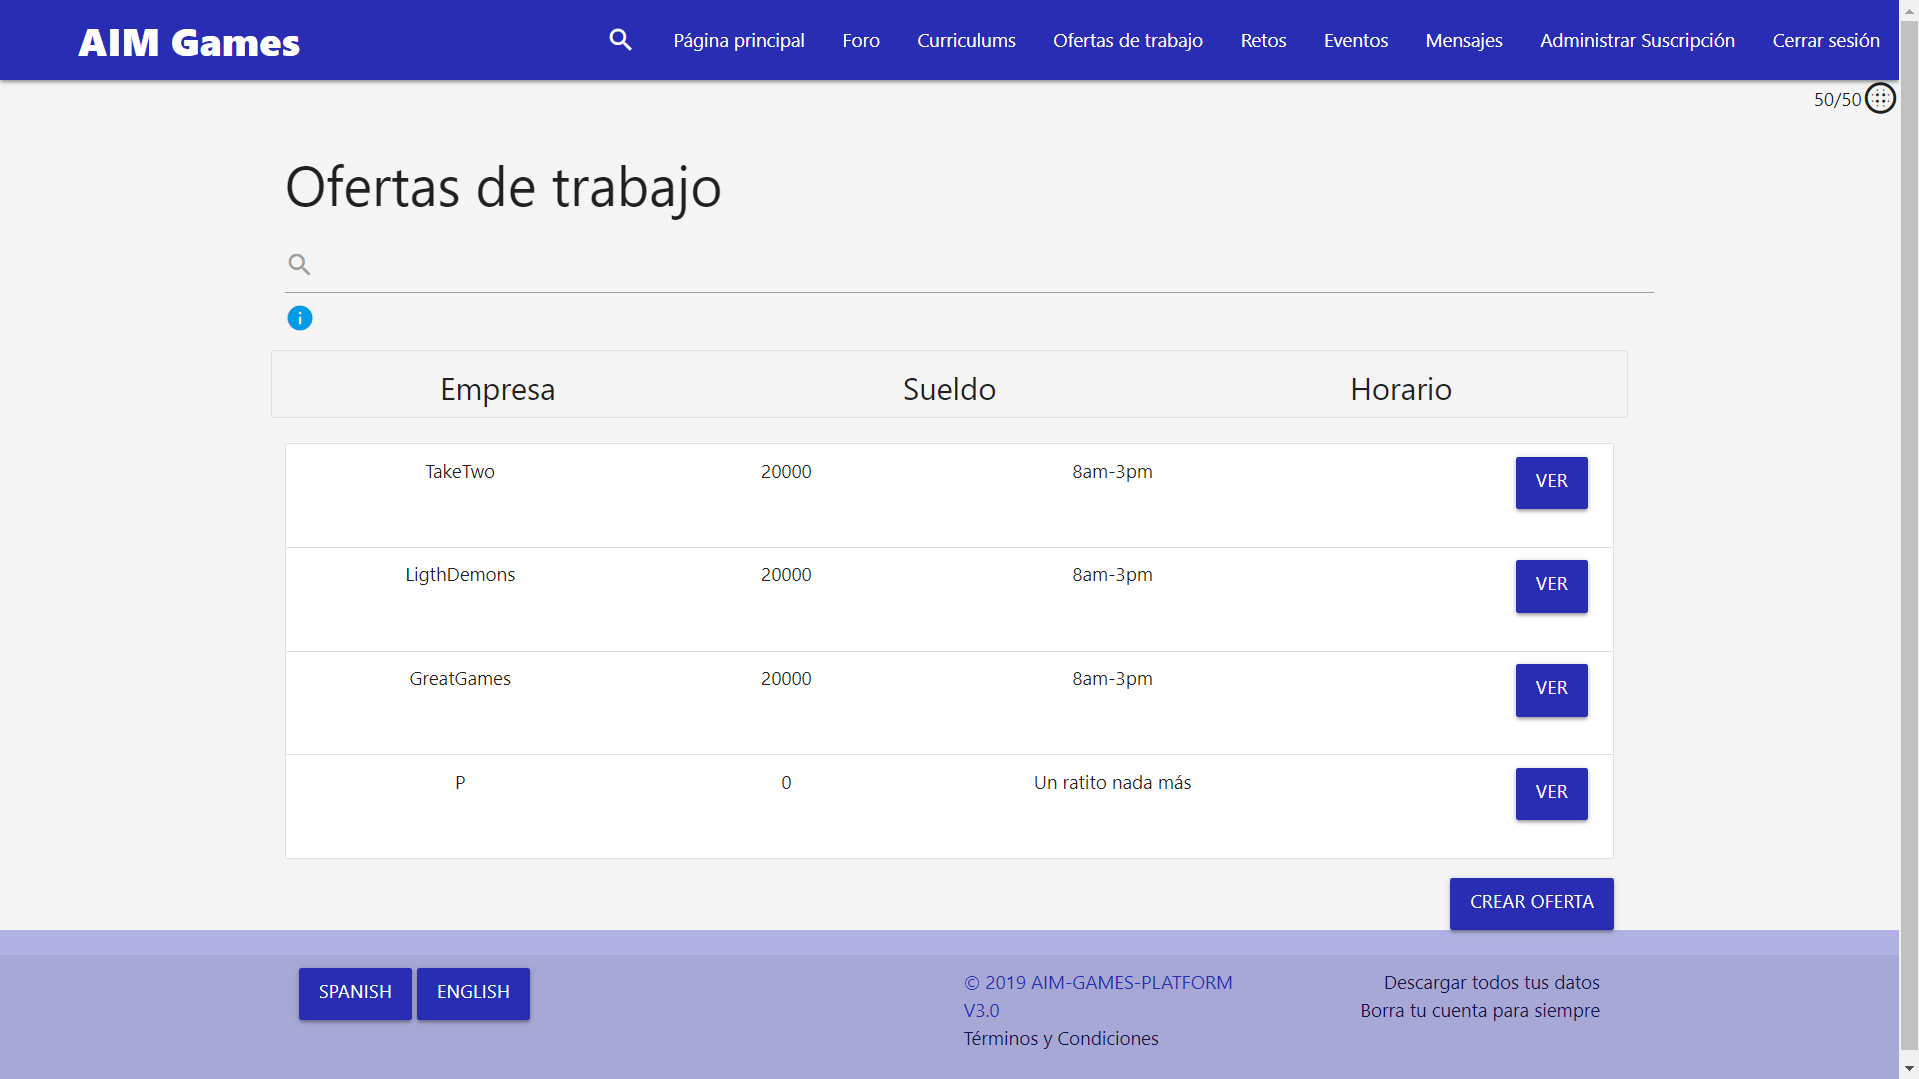 AIM Games
Página principal
Foro
Curriculums
Ofertas de trabajo
Retos
Eventos
Mensajes
Administrar Suscripción
Cerrar sesión
50/50
Ofertas de trabajo
Empresa Sueldo Horario
TakeTwo 20000 8am-3pm VER
LigthDemons 20000 8am-3pm VER
GreatGames 20000 8am-3pm VER
P 0 Un ratito nada más VER
CREAR OFERTA
SPANISH ENGLISH
© 2019 AIM-GAMES-PLATFORM
V3.0
Términos y Condiciones
Descargar todos tus datos
Borra tu cuenta para siempre